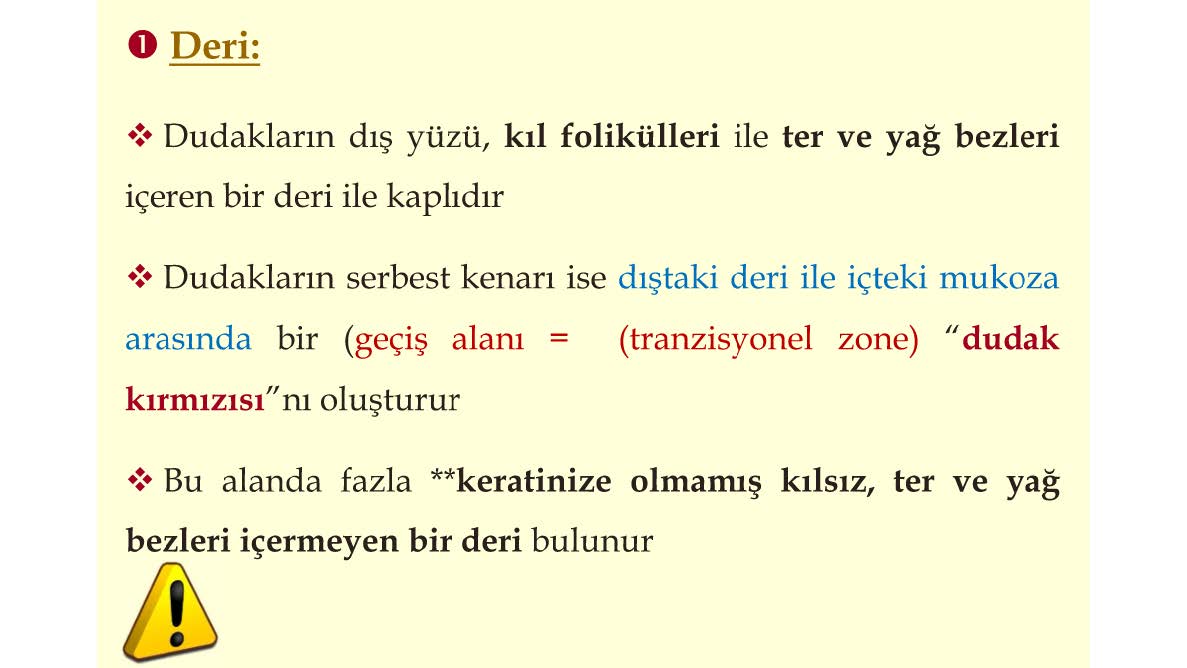 ❶ Deri:
❖ Dudakların dış yüzü, kıl folikülleri ile ter ve yağ bezleri
içeren bir deri ile kaplıdır
❖ Dudakların serbest kenarı ise dıştaki deri ile içteki mukoza
arasında bir (geçiş alanı = (tranzisyonel zone) “dudak
kırmızısı”nı oluşturur
❖ Bu alanda fazla **keratinize olmamış kılsız, ter ve yağ
bezleri içermeyen bir deri bulunur